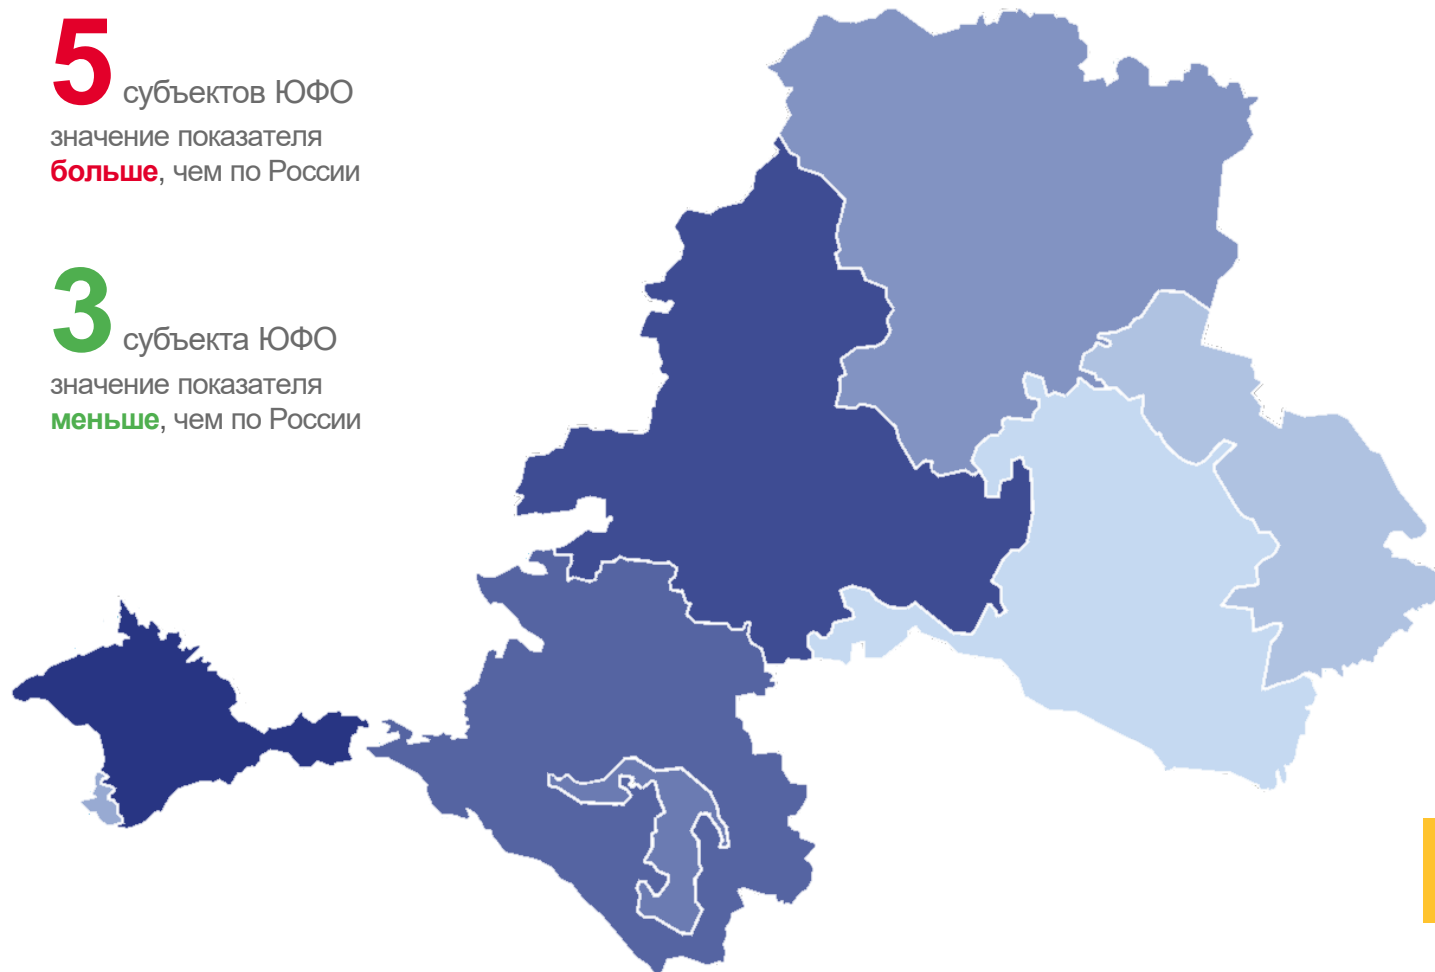 5 субъектов ЮФО
значение показателя
больше, чем по России
3 субъекта ЮФО
значение показателя
меньше, чем по России